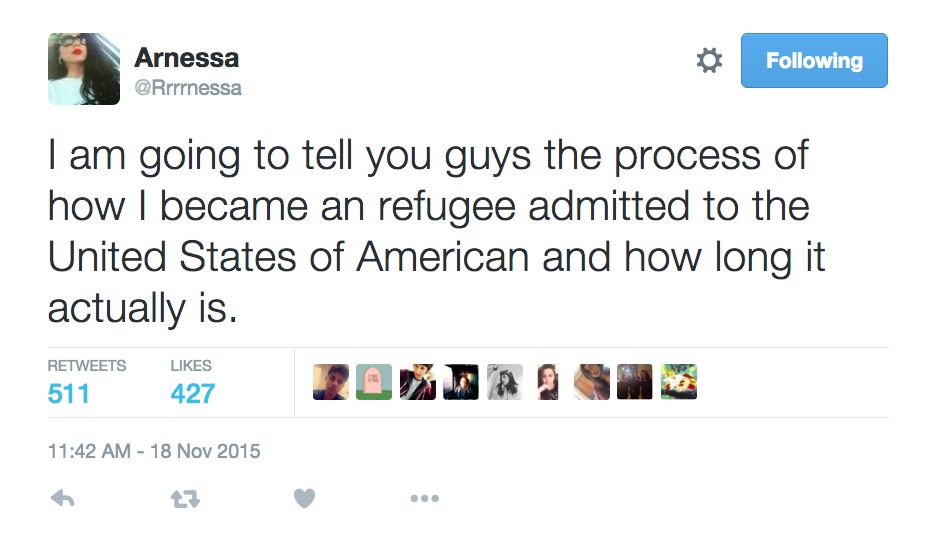 Arnessa
@Rrrrnessa
Following
I am going to tell you guys the process of
how I became an refugee admitted to the
United States of American and how long it
actually is.
RETWEETS
LIKES
511
427
11:42 AM - 18 Nov 2015